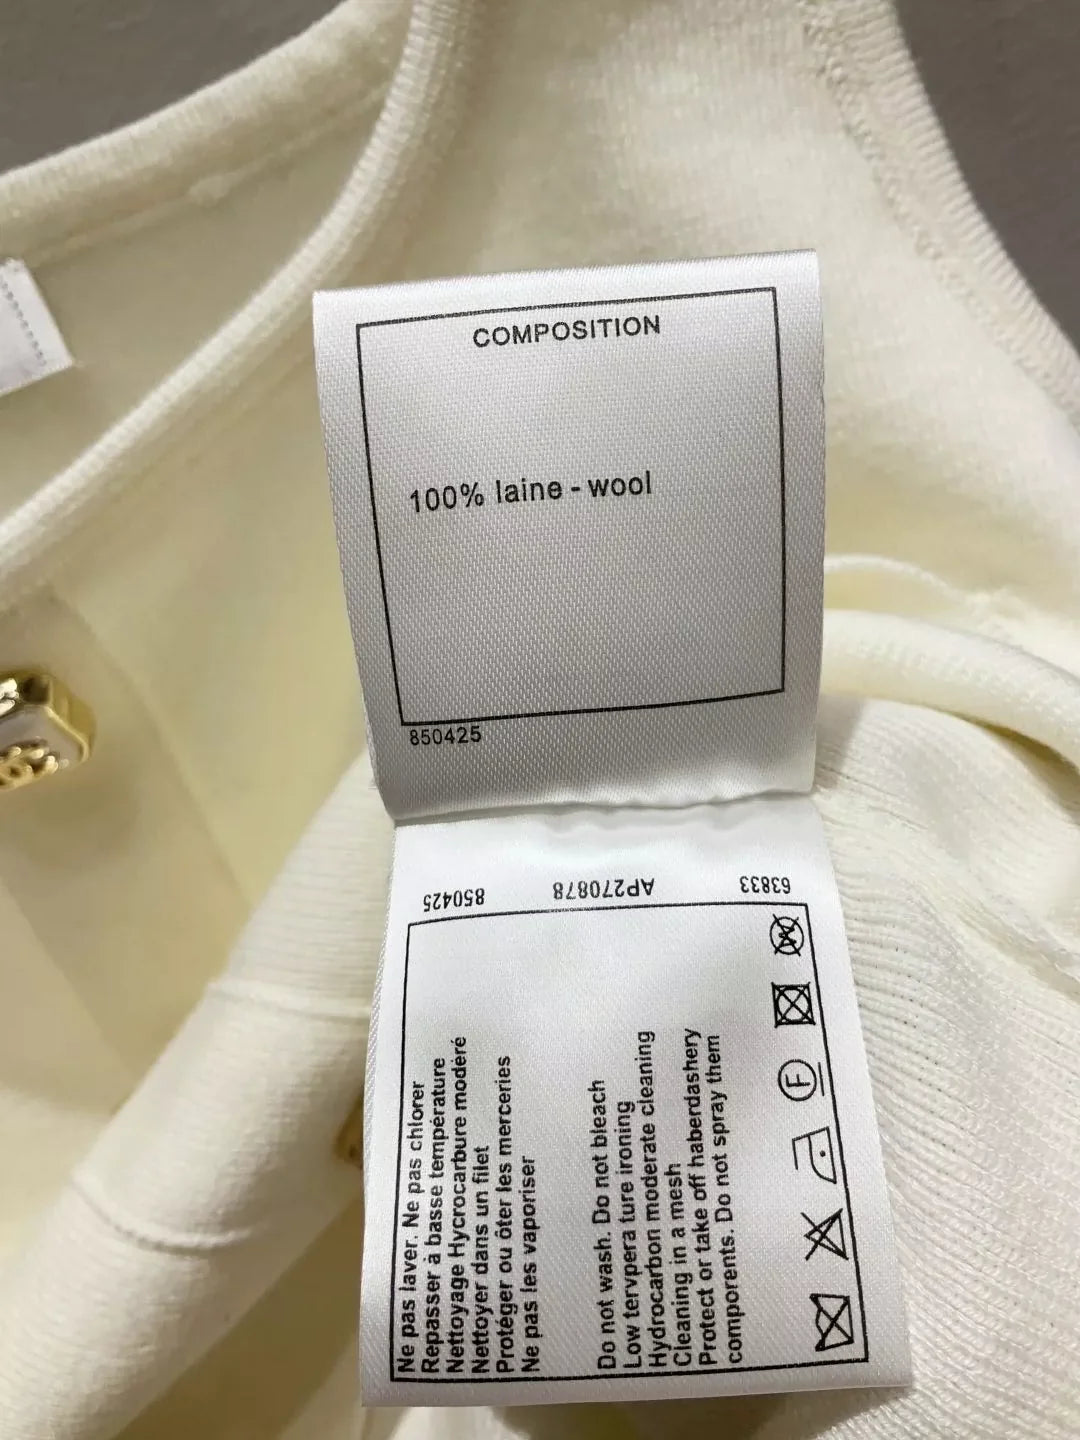 COMPOSITION
100% laine - wool
850425
63833 AP270878 850425
Ne pas laver. Ne pas chlorer
Repasser à basse température
Nettoyage Hycrocarbure modéré
Nettoyer dans un filet
Protéger ou ôter les merceries
Ne pas les vaporiser
Do not wash. Do not bleach
Low tervpera ture ironing
Hydrocarbon moderate cleaning
Cleaning in a mesh
Protect or take off haberdashery
comporents. Do not spray them
F
W